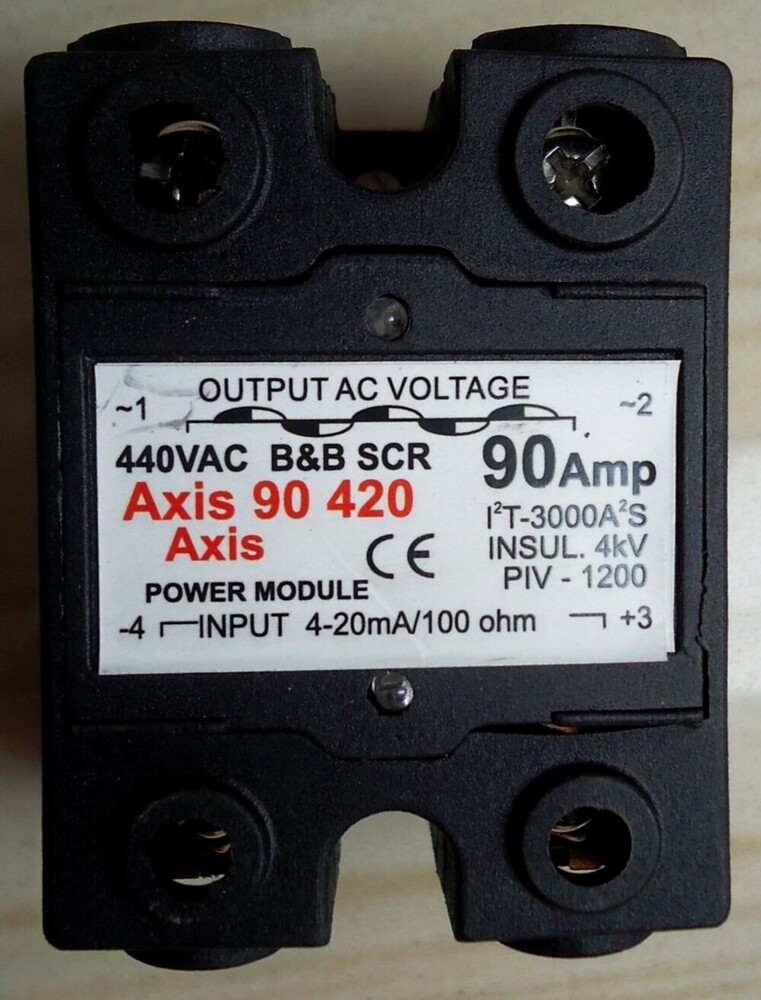 OUTPUT AC VOLTAGE
~1 ~2
440VAC B&B SCR 90Amp
Axis 90 420 I²T-3000A²S
Axis CE INSUL. 4kV
PIV - 1200
POWER MODULE
-4 INPUT 4-20mA/100 ohm +3